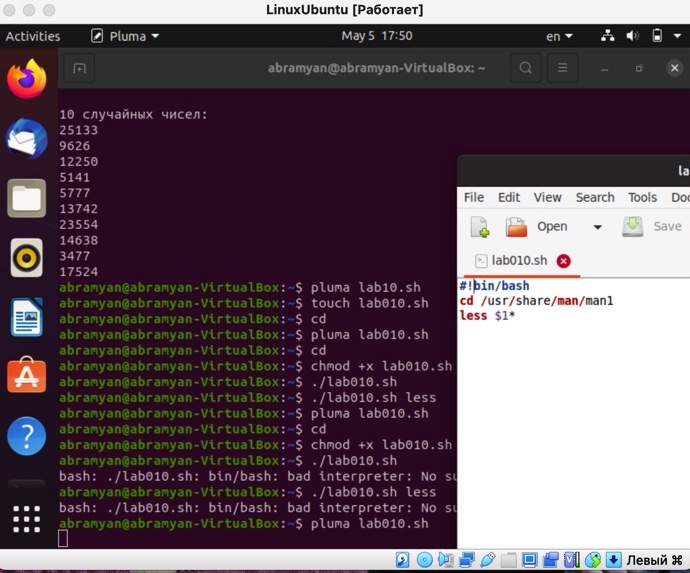 LinuxUbuntu [Работает]
Activities Pluma May 5 17:50 en
abramyan@abramyan-VirtualBox: ~
10 случайных чисел:
25133
9626
12250
5141
5777
13742
23554
14638
3477
17524
abramyan@abramyan-VirtualBox:~$ pluma lab10.sh
abramyan@abramyan-VirtualBox:~$ touch lab010.sh
abramyan@abramyan-VirtualBox:~$ cd
abramyan@abramyan-VirtualBox:~$ pluma lab010.sh
abramyan@abramyan-VirtualBox:~$ cd
abramyan@abramyan-VirtualBox:~$ chmod +x lab010.sh
abramyan@abramyan-VirtualBox:~$ ./lab010.sh
abramyan@abramyan-VirtualBox:~$ ./lab010.sh less
abramyan@abramyan-VirtualBox:~$ pluma lab010.sh
abramyan@abramyan-VirtualBox:~$ cd
abramyan@abramyan-VirtualBox:~$ chmod +x lab010.sh
abramyan@abramyan-VirtualBox:~$ ./lab010.sh
bash: ./lab010.sh: bin/bash: bad interpreter: No su
abramyan@abramyan-VirtualBox:~$ ./lab010.sh less
bash: ./lab010.sh: bin/bash: bad interpreter: No su
abramyan@abramyan-VirtualBox:~$ pluma lab010.sh
la
File Edit View Search Tools Doc
Open Save
lab010.sh
#!bin/bash
cd /usr/share/man/man1
less $1*
Левый ⌘